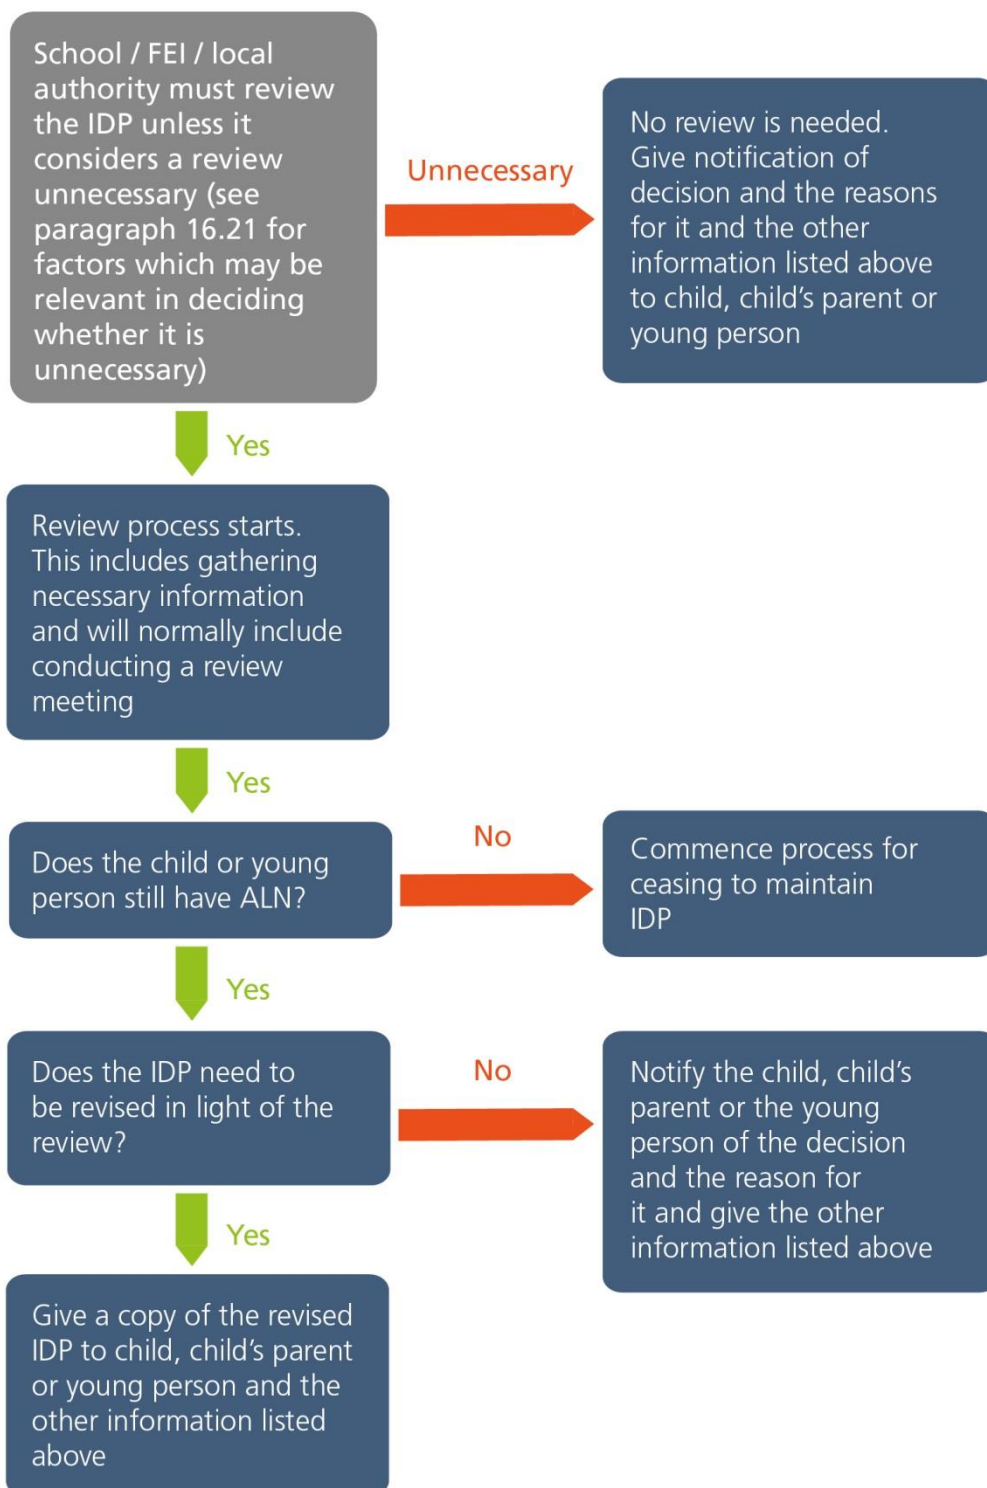 School / FEI / local
authority must review
the IDP unless it
considers a review
unnecessary (see
paragraph 16.21 for
factors which may be
relevant in deciding
whether it is
unnecessary)
Unnecessary
No review is needed.
Give notification of
decision and the reasons
for it and the other
information listed above
to child, child’s parent or
young person
Yes
Review process starts.
This includes gathering
necessary information
and will normally include
conducting a review
meeting
Yes
Does the child or young
person still have ALN?
No
Commence process for
ceasing to maintain
IDP
Yes
Does the IDP need to
be revised in light of the
review?
No
Notify the child, child’s
parent or the young
person of the decision
and the reason for
it and give the other
information listed above
Yes
Give a copy of the revised
IDP to child, child’s parent
or young person and the
other information listed
above